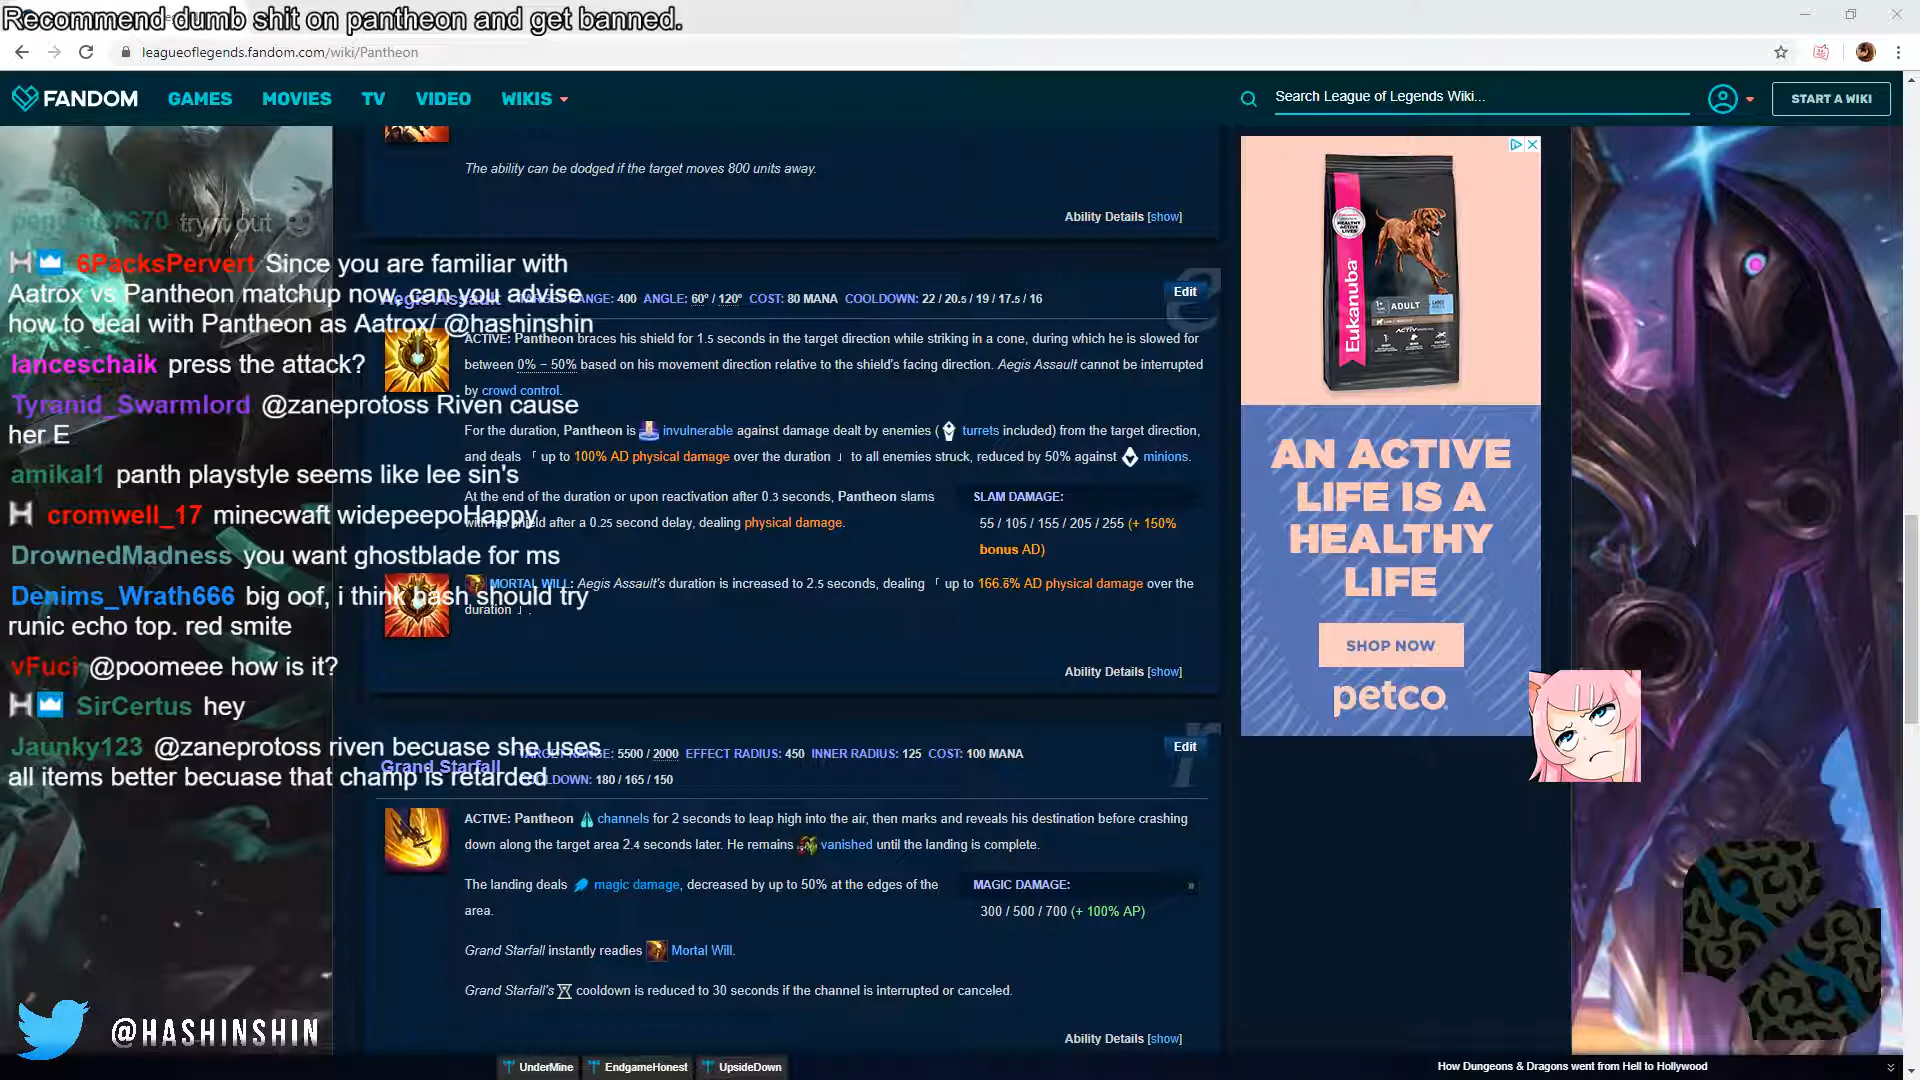 Recommend dumb shit on pantheon and get banned.
leagueoflegends.fandom.com/wiki/Pantheon
FANDOM GAMES MOVIES TV VIDEO WIKIS
Search League of Legends Wiki...
START A WIKI
The ability can be dodged if the target moves 800 units away.
Ability Details [show]
try it out
6PacksPervert Since you are familiar with
Aatrox vs Pantheon matchup now, can you advise
how to deal with Pantheon as Aatrox/ @hashinshin
lanceschaik press the attack?
Tyranid_Swarmlord @zaneprotoss Riven cause
her E
amikal1 panth playstyle seems like lee sin's
cromwell_17 minecwaft widepeepoHappy
DrownedMadness you want ghostblade for ms
Denims_Wrath666 big oof, i think hash should try
runic echo top. red smite
vFuci @poomeee how is it?
SirCertus hey
Jaunky123 @zaneprotoss riven becuase she uses
all items better becuase that champ is retarded
Aegis Assault TARGET RANGE: 400 ANGLE: 60° / 120° COST: 80 MANA COOLDOWN: 22 / 20.5 / 19 / 17.5 / 16
Edit
ACTIVE: Pantheon braces his shield for 1.5 seconds in the target direction while striking in a cone, during which he is slowed for
between 0% – 50% based on his movement direction relative to the shield's facing direction. Aegis Assault cannot be interrupted
by crowd control.
For the duration, Pantheon is invulnerable against damage dealt by enemies ( turrets included) from the target direction,
and deals 「 up to 100% AD physical damage over the duration 」 to all enemies struck, reduced by 50% against minions.
At the end of the duration or upon reactivation after 0.3 seconds, Pantheon slams
with his shield after a 0.25 second delay, dealing physical damage.
SLAM DAMAGE:
55 / 105 / 155 / 205 / 255 (+ 150%
bonus AD)
MORTAL WILL: Aegis Assault's duration is increased to 2.5 seconds, dealing 「 up to 166.6% AD physical damage over the
duration 」.
Ability Details [show]
Grand Starfall
TARGET RANGE: 5500 / 2000 EFFECT RADIUS: 450 INNER RADIUS: 125 COST: 100 MANA
COOLDOWN: 180 / 165 / 150
Edit
ACTIVE: Pantheon channels for 2 seconds to leap high into the air, then marks and reveals his destination before crashing
down along the target area 2.4 seconds later. He remains vanished until the landing is complete.
The landing deals magic damage, decreased by up to 50% at the edges of the
area.
MAGIC DAMAGE: »
300 / 500 / 700 (+ 100% AP)
Grand Starfall instantly readies Mortal Will.
Grand Starfall's cooldown is reduced to 30 seconds if the channel is interrupted or canceled.
Ability Details [show]
Eukanuba
ADULT
AN ACTIVE
LIFE IS A
HEALTHY
LIFE
SHOP NOW
petco
@HASHINSHIN
UnderMine EndgameHonest UpsideDown
How Dungeons & Dragons went from Hell to Hollywood